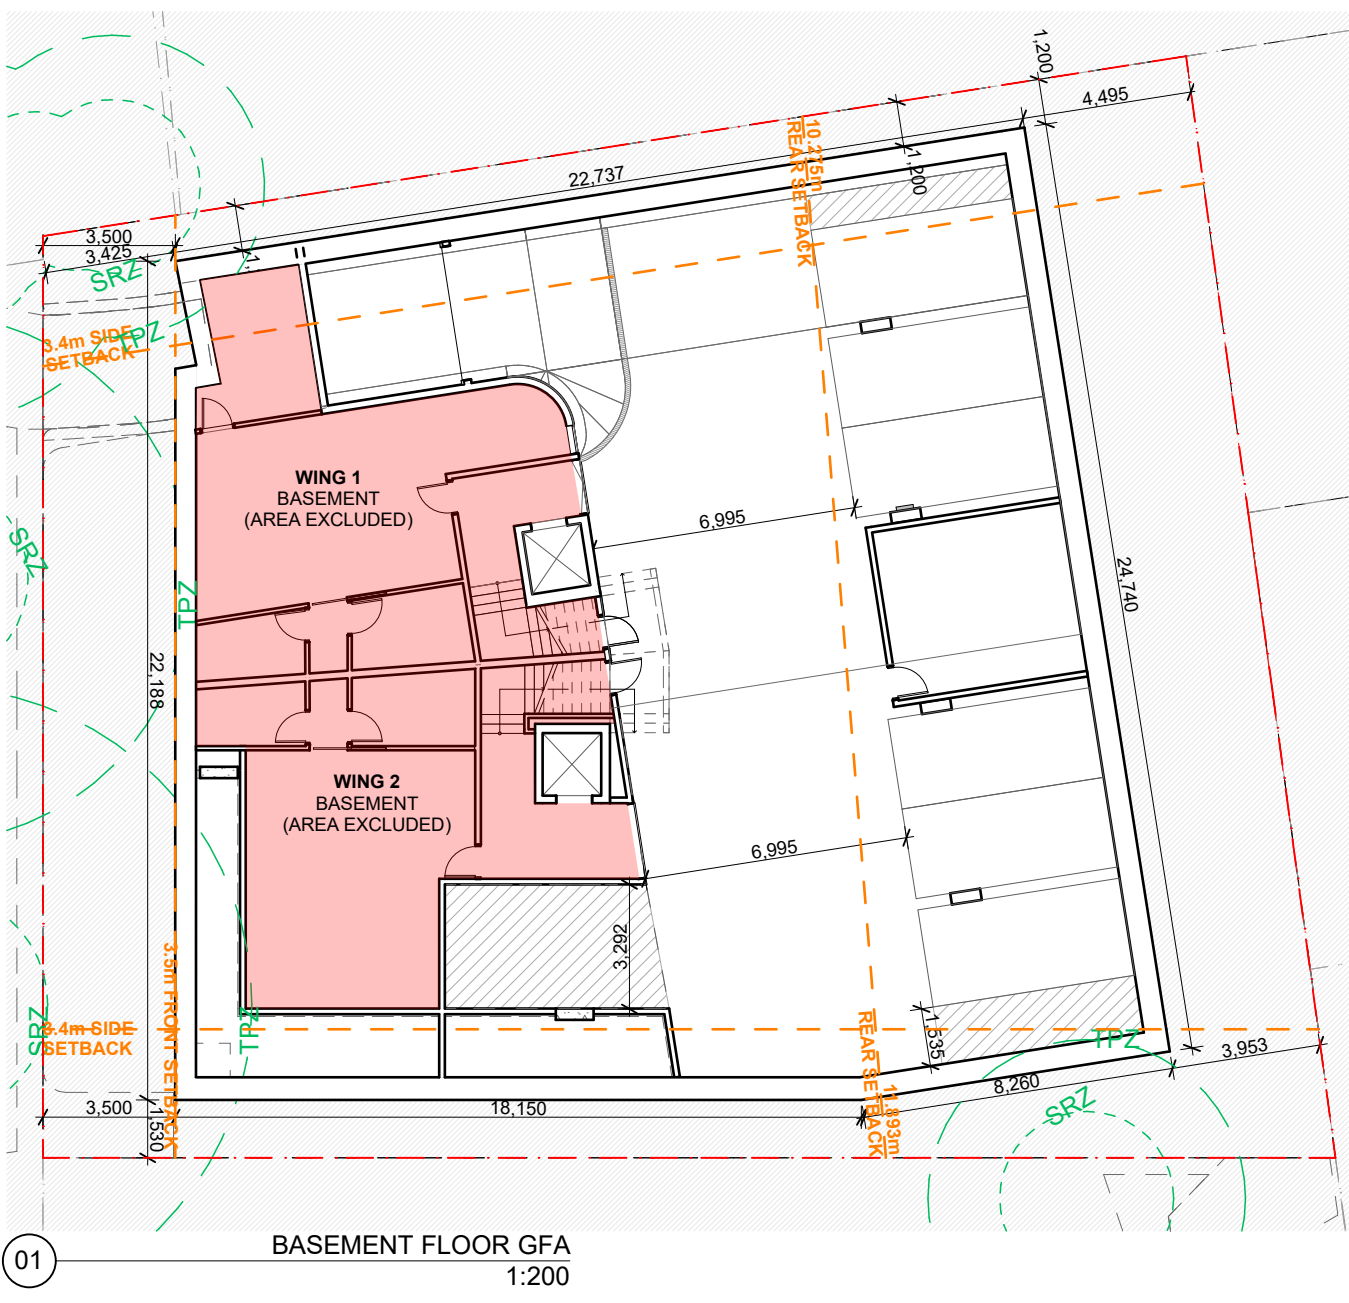 1,200
4,495
10.275m
REAR SETBACK
1,200
22,737
3,500
3,425
SRZ
TPZ
3.4m SIDE
SETBACK
WING 1
BASEMENT
(AREA EXCLUDED)
6,995
SRZ
TPZ
24,740
22,188
WING 2
BASEMENT
(AREA EXCLUDED)
6,995
3,292
3.5m FRONT SETBACK
SRZ
3.4m SIDE
SETBACK
TPZ
1,535
TPZ
3,953
REAR SETBACK
11.893m
8,260
SRZ
3,500
1,530
18,150
01
BASEMENT FLOOR GFA
1:200